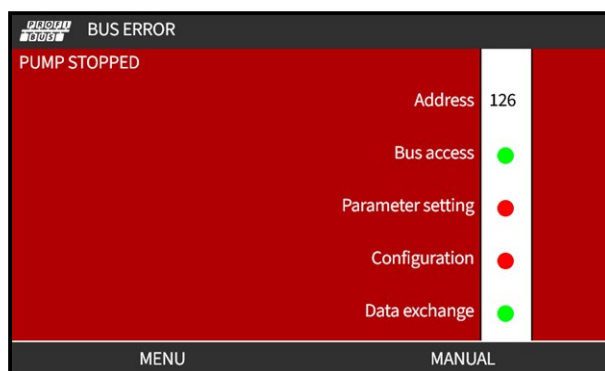 PROFI BUS BUS ERROR
PUMP STOPPED
Address 126
Bus access
Parameter setting
Configuration
Data exchange
MENU MANUAL